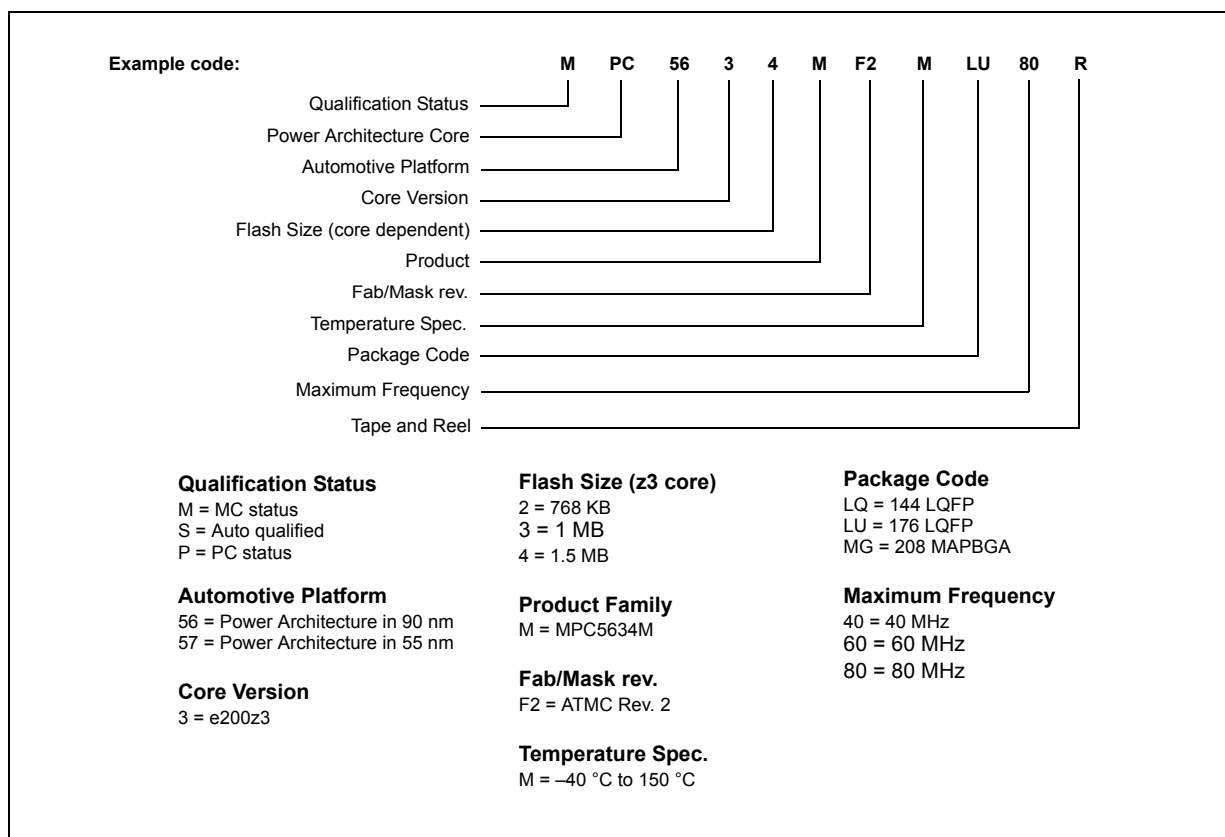 Example code: M PC 56 3 4 M F2 M LU 80 R
Qualification Status
Power Architecture Core
Automotive Platform
Core Version
Flash Size (core dependent)
Product
Fab/Mask rev.
Temperature Spec.
Package Code
Maximum Frequency
Tape and Reel
Qualification Status
M = MC status
S = Auto qualified
P = PC status
Automotive Platform
56 = Power Architecture in 90 nm
57 = Power Architecture in 55 nm
Core Version
3 = e200z3
Flash Size (z3 core)
2 = 768 KB
3 = 1 MB
4 = 1.5 MB
Product Family
M = MPC5634M
Fab/Mask rev.
F2 = ATMC Rev. 2
Temperature Spec.
M = –40 °C to 150 °C
Package Code
LQ = 144 LQFP
LU = 176 LQFP
MG = 208 MAPBGA
Maximum Frequency
40 = 40 MHz
60 = 60 MHz
80 = 80 MHz